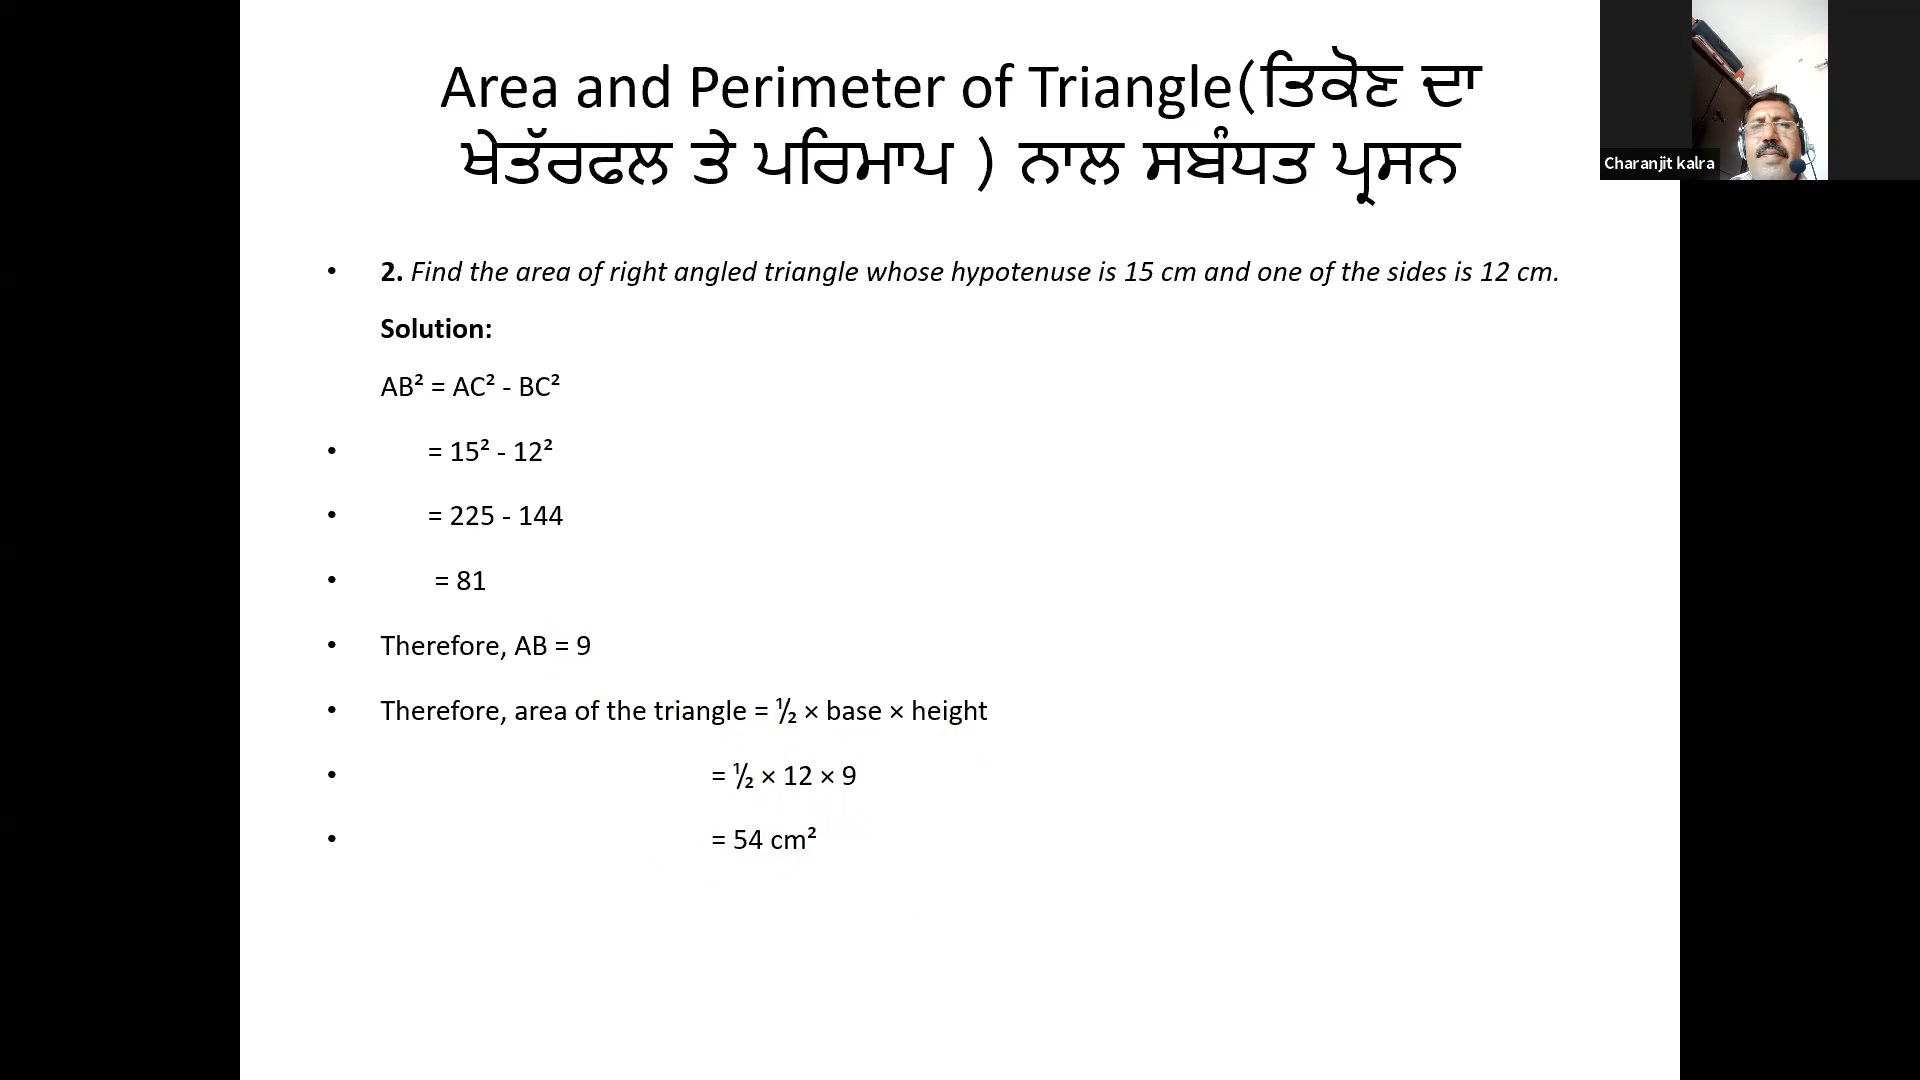 Area and Perimeter of Triangle(ਤਿਕੋਣ ਦਾ
ਖੇਤੱਰਫਲ ਤੇ ਪਰਿਮਾਪ ) ਨਾਲ ਸਬੰਧਤ ਪ੍ਰਸਨ
Charanjit kalra
• 2. Find the area of right angled triangle whose hypotenuse is 15 cm and one of the sides is 12 cm.
Solution:
AB² = AC² - BC²
• = 15² - 12²
• = 225 - 144
• = 81
• Therefore, AB = 9
• Therefore, area of the triangle = ½ × base × height
• = ½ × 12 × 9
• = 54 cm²